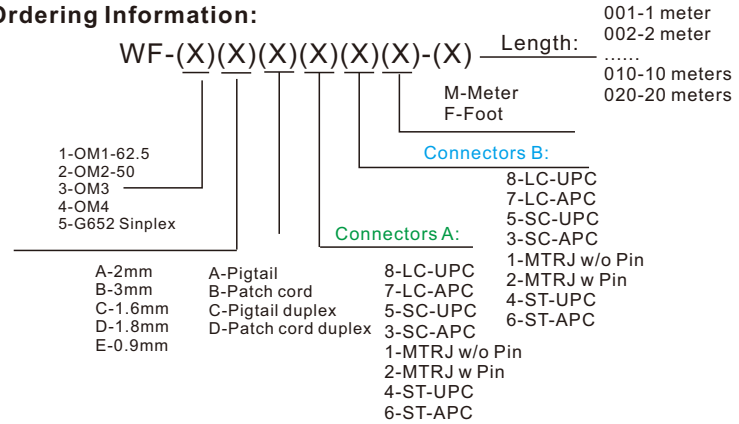 Ordering Information:
WF-(X)(X)(X)(X)(X)(X)-(X)
Length:
001-1 meter
002-2 meter
......
010-10 meters
020-20 meters
M-Meter
F-Foot
1-OM1-62.5
2-OM2-50
3-OM3
4-OM4
5-G652 Sinplex
A-2mm
B-3mm
C-1.6mm
D-1.8mm
E-0.9mm
A-Pigtail
B-Patch cord
C-Pigtail duplex
D-Patch cord duplex
Connectors A:
8-LC-UPC
7-LC-APC
5-SC-UPC
3-SC-APC
1-MTRJ w/o Pin
2-MTRJ w Pin
4-ST-UPC
6-ST-APC
Connectors B:
8-LC-UPC
7-LC-APC
5-SC-UPC
3-SC-APC
1-MTRJ w/o Pin
2-MTRJ w Pin
4-ST-UPC
6-ST-APC